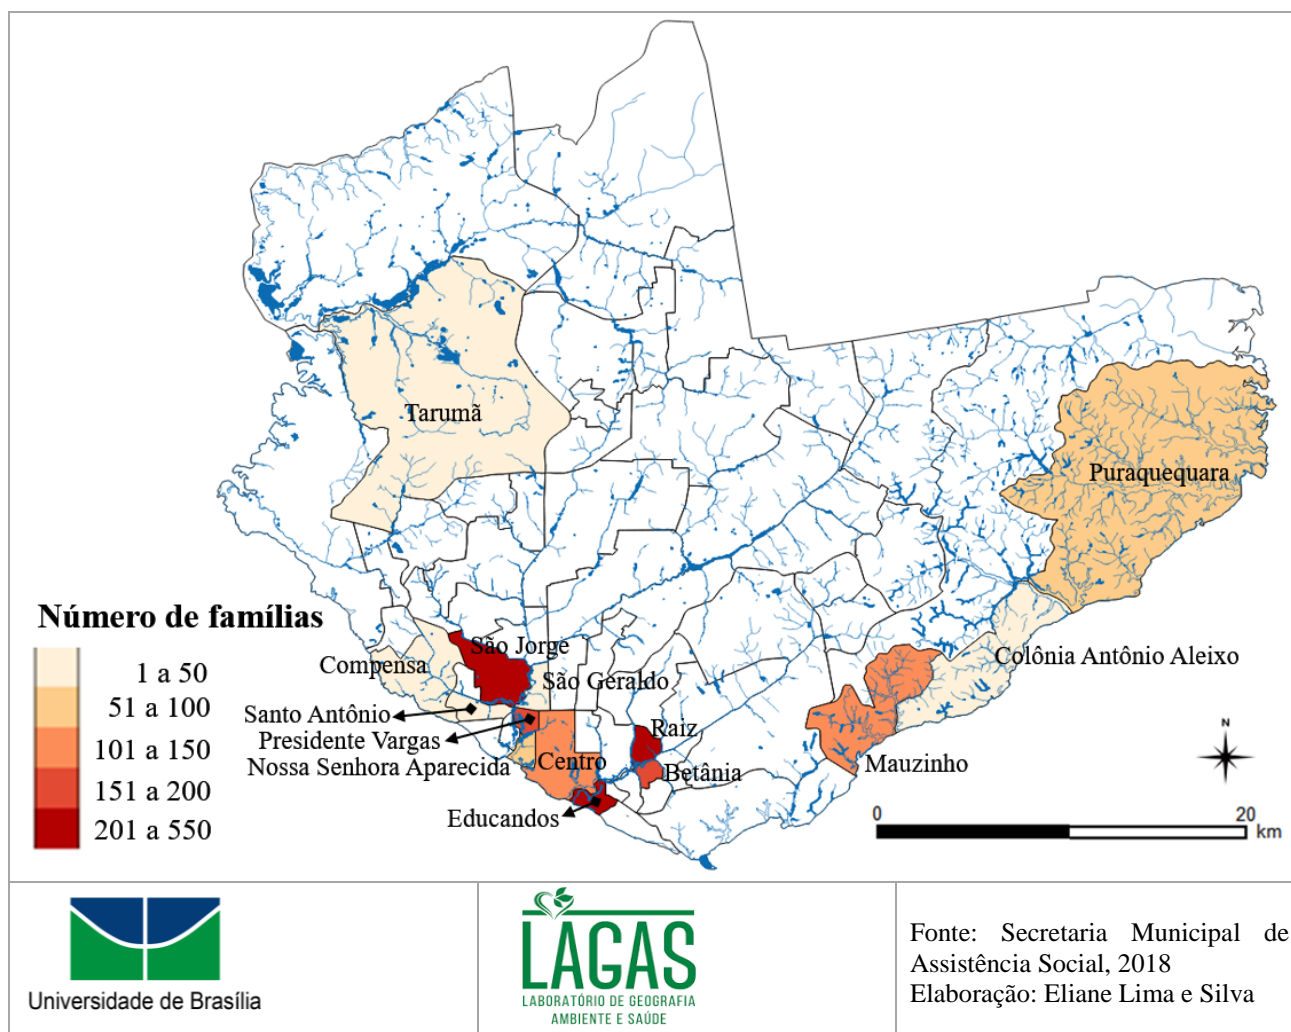 Tarumã
Puraquequara
Número de famílias
1 a 50
51 a 100
101 a 150
151 a 200
201 a 550
São Jorge
Compensa
São Geraldo
Colônia Antônio Aleixo
Santo Antônio
Presidente Vargas
Nossa Senhora Aparecida
Centro
Raiz
Betânia
Mauzinho
Educandos
N
0
20
km
Universidade de Brasília
LAGAS
LABORATÓRIO DE GEOGRAFIA
AMBIENTE E SAÚDE
Fonte: Secretaria Municipal de
Assistência Social, 2018
Elaboração: Eliane Lima e Silva